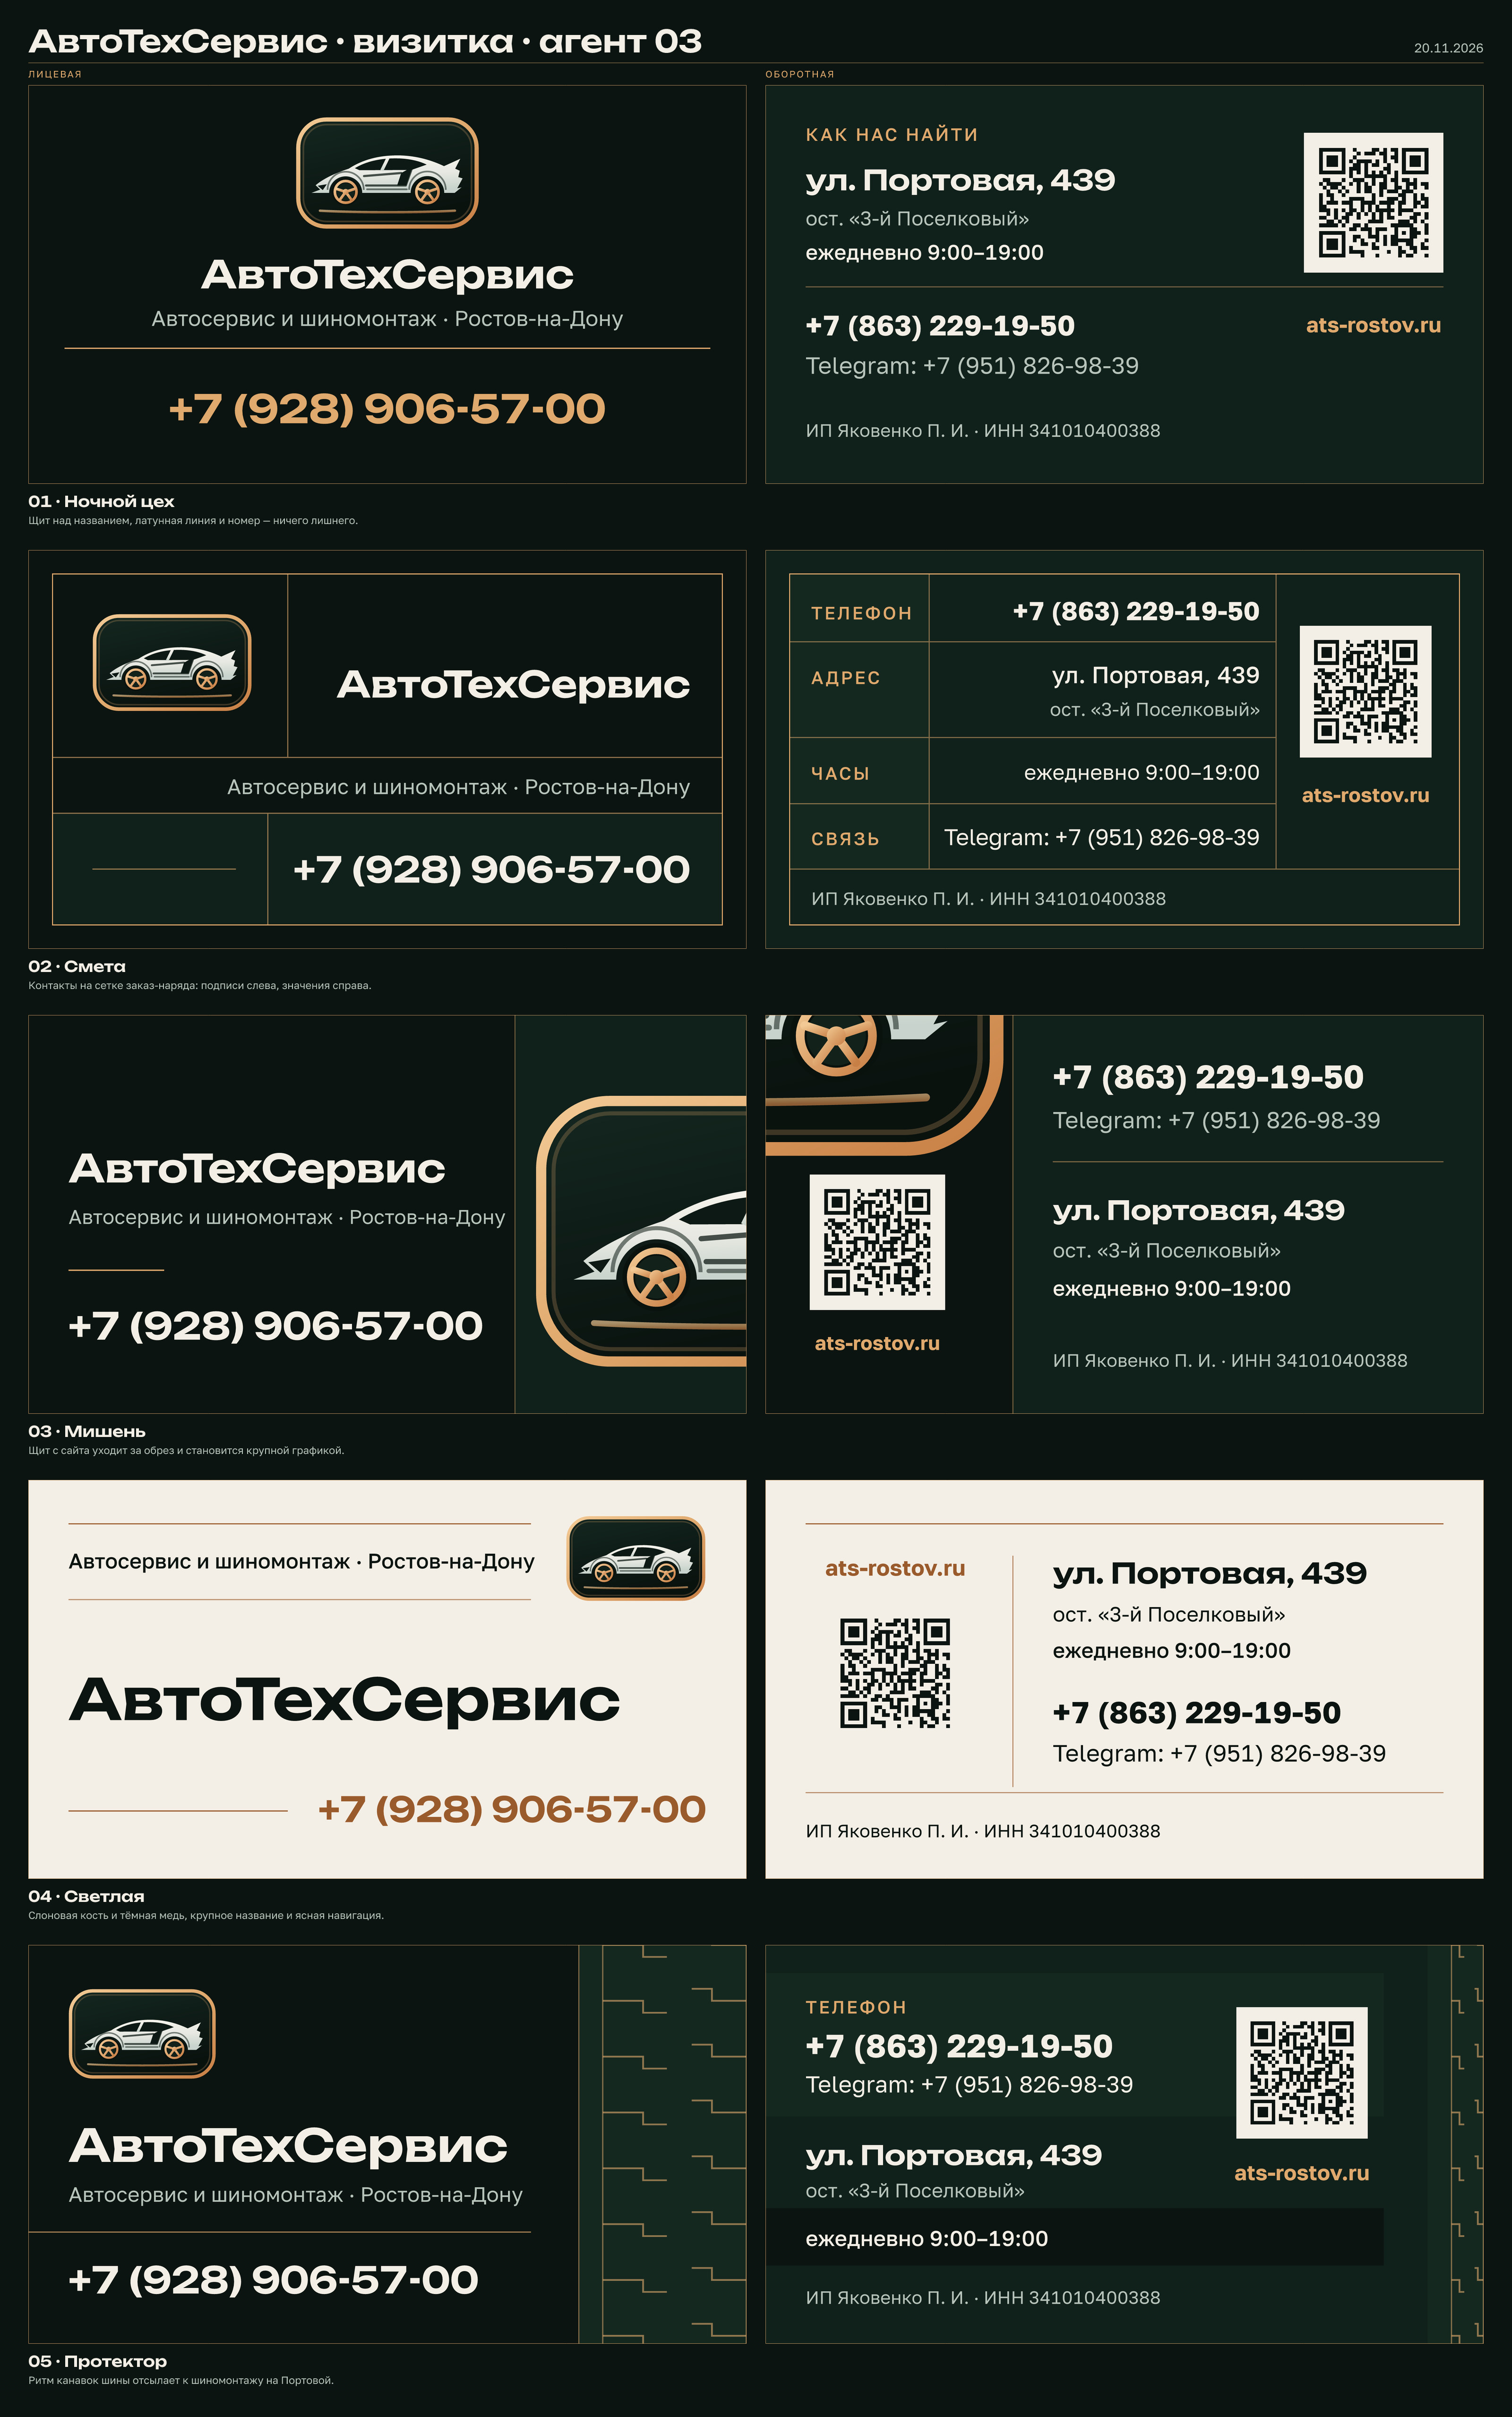 АвтоТехСервис · визитка · агент 03
20.11.2026
ЛИЦЕВАЯ
ОБОРОТНАЯ
АвтоТехСервис
Автосервис и шиномонтаж · Ростов-на-Дону
+7 (928) 906-57-00
КАК НАС НАЙТИ
ул. Портовая, 439
ост. «3-й Поселковый»
ежедневно 9:00–19:00
+7 (863) 229-19-50
ats-rostov.ru
Telegram: +7 (951) 826-98-39
ИП Яковенко П. И. · ИНН 341010400388
01 · Ночной цех
Щит над названием, латунная линия и номер — ничего лишнего.
АвтоТехСервис
Автосервис и шиномонтаж · Ростов-на-Дону
+7 (928) 906-57-00
ТЕЛЕФОН
+7 (863) 229-19-50
АДРЕС
ул. Портовая, 439
ост. «3-й Поселковый»
ЧАСЫ
ежедневно 9:00–19:00
СВЯЗЬ
Telegram: +7 (951) 826-98-39
ats-rostov.ru
ИП Яковенко П. И. · ИНН 341010400388
02 · Смета
Контакты на сетке заказ-наряда: подписи слева, значения справа.
АвтоТехСервис
Автосервис и шиномонтаж · Ростов-на-Дону
+7 (928) 906-57-00
ats-rostov.ru
+7 (863) 229-19-50
Telegram: +7 (951) 826-98-39
ул. Портовая, 439
ост. «3-й Поселковый»
ежедневно 9:00–19:00
ИП Яковенко П. И. · ИНН 341010400388
03 · Мишень
Щит с сайта уходит за обрез и становится крупной графикой.
Автосервис и шиномонтаж · Ростов-на-Дону
АвтоТехСервис
+7 (928) 906-57-00
ats-rostov.ru
ул. Портовая, 439
ост. «3-й Поселковый»
ежедневно 9:00–19:00
+7 (863) 229-19-50
Telegram: +7 (951) 826-98-39
ИП Яковенко П. И. · ИНН 341010400388
04 · Светлая
Слоновая кость и тёмная медь, крупное название и ясная навигация.
АвтоТехСервис
Автосервис и шиномонтаж · Ростов-на-Дону
+7 (928) 906-57-00
ТЕЛЕФОН
+7 (863) 229-19-50
Telegram: +7 (951) 826-98-39
ул. Портовая, 439
ост. «3-й Поселковый»
ats-rostov.ru
ежедневно 9:00–19:00
ИП Яковенко П. И. · ИНН 341010400388
05 · Протектор
Ритм канавок шины отсылает к шиномонтажу на Портовой.